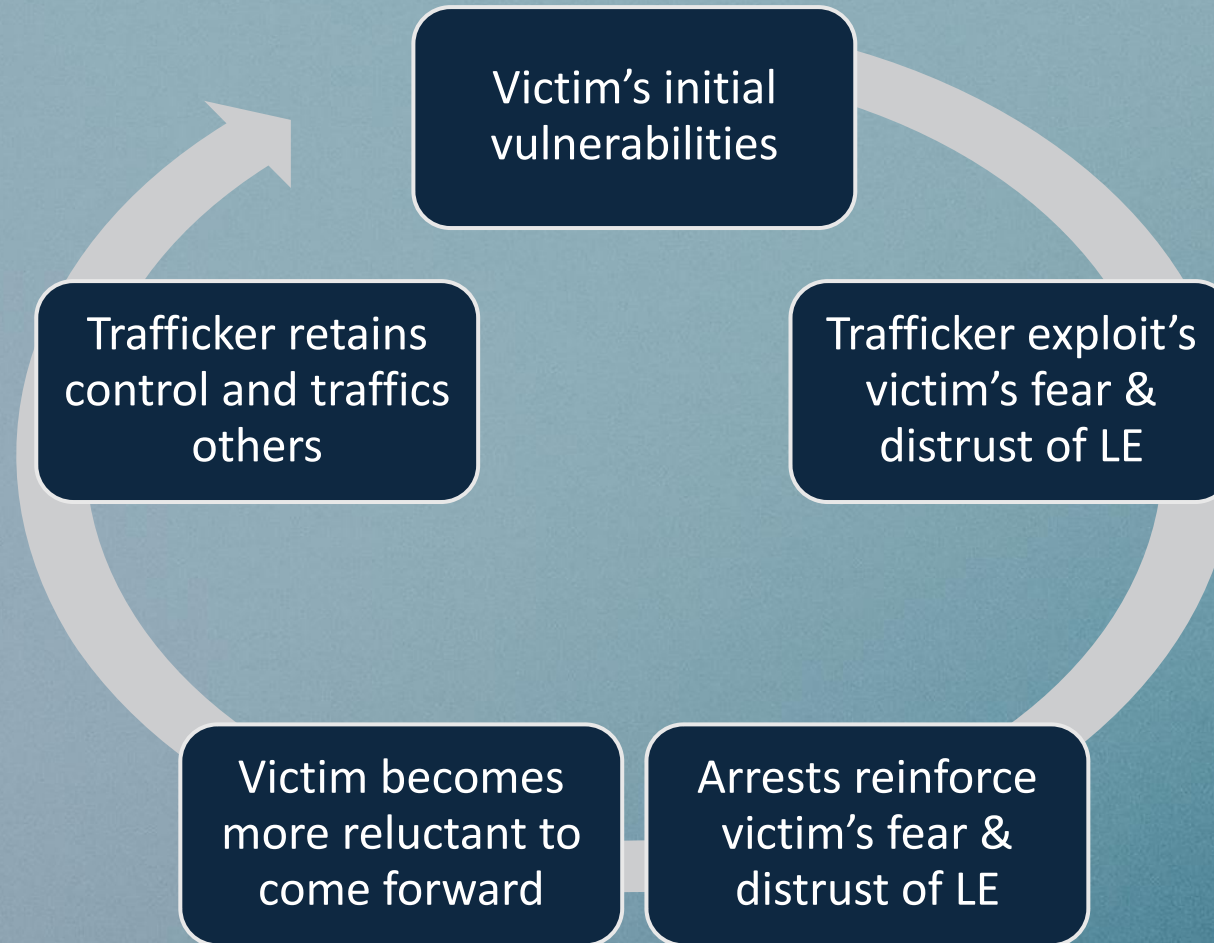 Victim’s initial
vulnerabilities
Trafficker exploit’s
victim’s fear &
distrust of LE
Arrests reinforce
victim’s fear &
distrust of LE
Victim becomes
more reluctant to
come forward
Trafficker retains
control and traffics
others